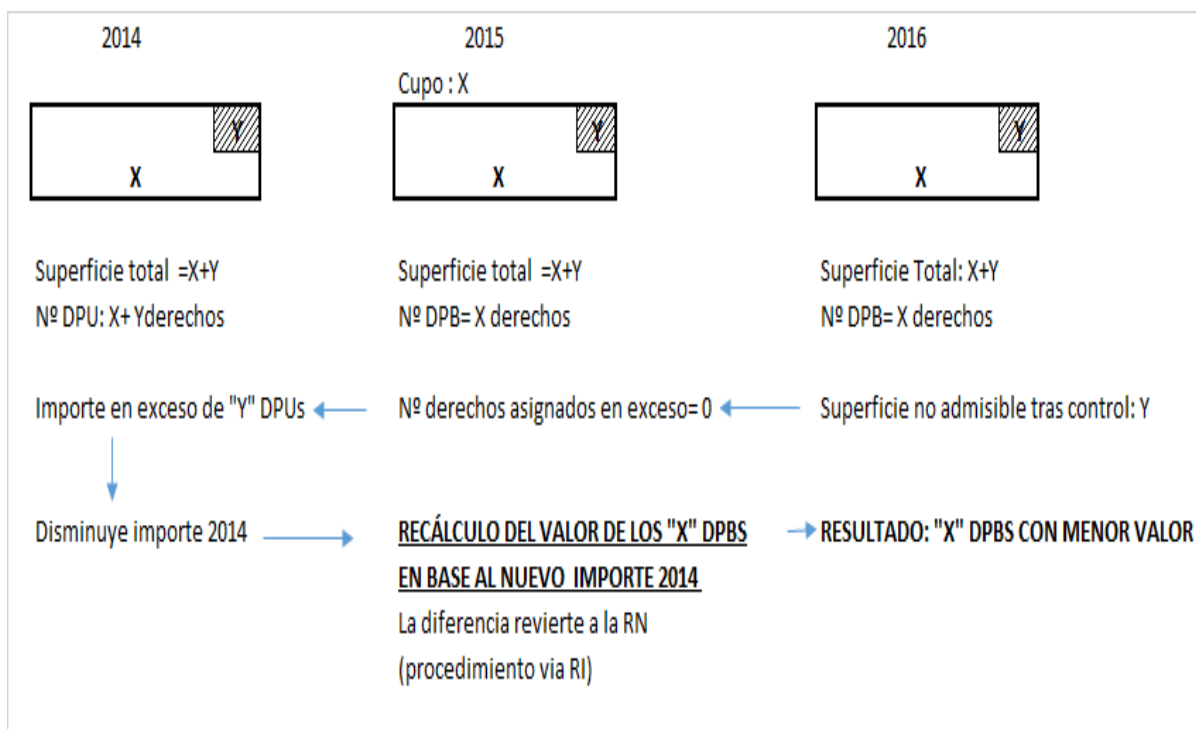 2014
2015
2016
Cupo : X
Y
Y
Y
X
X
X
Superficie total =X+Y
Superficie total =X+Y
Superficie Total: X+Y
Nº DPU: X+ Yderechos
Nº DPB= X derechos
Nº DPB= X derechos
Importe en exceso de "Y" DPUs
Nº derechos asignados en exceso= 0
Superficie no admisible tras control: Y
Disminuye importe 2014
RECÁLCULO DEL VALOR DE LOS "X" DPBS
RESULTADO: "X" DPBS CON MENOR VALOR
EN BASE AL NUEVO IMPORTE 2014
La diferencia revierte a la RN
(procedimiento via RI)